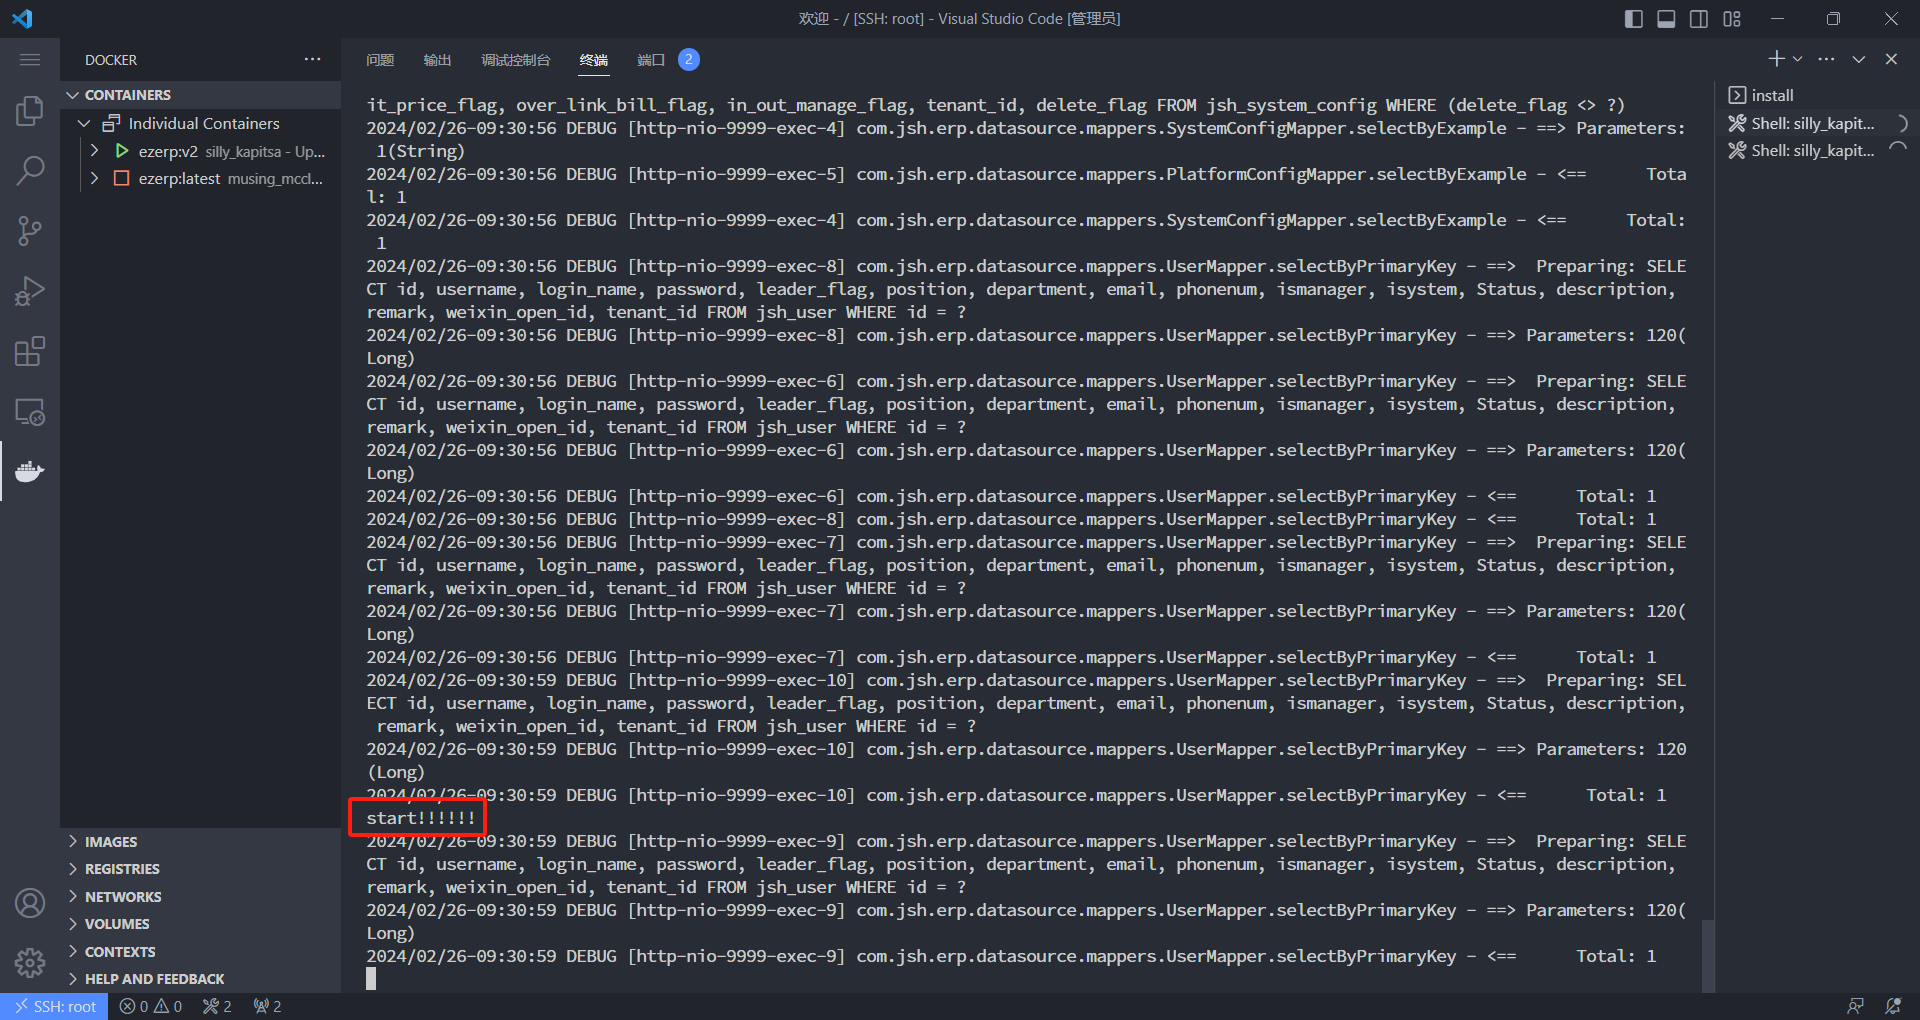 欢迎 - / [SSH: root] - Visual Studio Code [管理员]
DOCKER
CONTAINERS
Individual Containers
ezerp:v2 silly_kapitsa - Up...
ezerp:latest musing_mccl...
IMAGES
REGISTRIES
NETWORKS
VOLUMES
CONTEXTS
HELP AND FEEDBACK
问题 输出 调试控制台 终端 端口 2
it_price_flag, over_link_bill_flag, in_out_manage_flag, tenant_id, delete_flag FROM jsh_system_config WHERE (delete_flag <> ?)
2024/02/26-09:30:56 DEBUG [http-nio-9999-exec-4] com.jsh.erp.datasource.mappers.SystemConfigMapper.selectByExample - ==> Parameters:
1(String)
2024/02/26-09:30:56 DEBUG [http-nio-9999-exec-5] com.jsh.erp.datasource.mappers.PlatformConfigMapper.selectByExample - <==      Tota
l: 1
2024/02/26-09:30:56 DEBUG [http-nio-9999-exec-4] com.jsh.erp.datasource.mappers.SystemConfigMapper.selectByExample - <==      Total:
1
2024/02/26-09:30:56 DEBUG [http-nio-9999-exec-8] com.jsh.erp.datasource.mappers.UserMapper.selectByPrimaryKey - ==>  Preparing: SELE
CT id, username, login_name, password, leader_flag, position, department, email, phonenum, ismanager, isystem, Status, description,
remark, weixin_open_id, tenant_id FROM jsh_user WHERE id = ?
2024/02/26-09:30:56 DEBUG [http-nio-9999-exec-8] com.jsh.erp.datasource.mappers.UserMapper.selectByPrimaryKey - ==> Parameters: 120(
Long)
2024/02/26-09:30:56 DEBUG [http-nio-9999-exec-6] com.jsh.erp.datasource.mappers.UserMapper.selectByPrimaryKey - ==>  Preparing: SELE
CT id, username, login_name, password, leader_flag, position, department, email, phonenum, ismanager, isystem, Status, description,
remark, weixin_open_id, tenant_id FROM jsh_user WHERE id = ?
2024/02/26-09:30:56 DEBUG [http-nio-9999-exec-6] com.jsh.erp.datasource.mappers.UserMapper.selectByPrimaryKey - ==> Parameters: 120(
Long)
2024/02/26-09:30:56 DEBUG [http-nio-9999-exec-6] com.jsh.erp.datasource.mappers.UserMapper.selectByPrimaryKey - <==      Total: 1
2024/02/26-09:30:56 DEBUG [http-nio-9999-exec-8] com.jsh.erp.datasource.mappers.UserMapper.selectByPrimaryKey - <==      Total: 1
2024/02/26-09:30:56 DEBUG [http-nio-9999-exec-7] com.jsh.erp.datasource.mappers.UserMapper.selectByPrimaryKey - ==>  Preparing: SELE
CT id, username, login_name, password, leader_flag, position, department, email, phonenum, ismanager, isystem, Status, description,
remark, weixin_open_id, tenant_id FROM jsh_user WHERE id = ?
2024/02/26-09:30:56 DEBUG [http-nio-9999-exec-7] com.jsh.erp.datasource.mappers.UserMapper.selectByPrimaryKey - ==> Parameters: 120(
Long)
2024/02/26-09:30:56 DEBUG [http-nio-9999-exec-7] com.jsh.erp.datasource.mappers.UserMapper.selectByPrimaryKey - <==      Total: 1
2024/02/26-09:30:59 DEBUG [http-nio-9999-exec-10] com.jsh.erp.datasource.mappers.UserMapper.selectByPrimaryKey - ==>  Preparing: SEL
ECT id, username, login_name, password, leader_flag, position, department, email, phonenum, ismanager, isystem, Status, description,
remark, weixin_open_id, tenant_id FROM jsh_user WHERE id = ?
2024/02/26-09:30:59 DEBUG [http-nio-9999-exec-10] com.jsh.erp.datasource.mappers.UserMapper.selectByPrimaryKey - ==> Parameters: 120
(Long)
2024/02/26-09:30:59 DEBUG [http-nio-9999-exec-10] com.jsh.erp.datasource.mappers.UserMapper.selectByPrimaryKey - <==      Total: 1
start!!!!!!
2024/02/26-09:30:59 DEBUG [http-nio-9999-exec-9] com.jsh.erp.datasource.mappers.UserMapper.selectByPrimaryKey - ==>  Preparing: SELE
CT id, username, login_name, password, leader_flag, position, department, email, phonenum, ismanager, isystem, Status, description,
remark, weixin_open_id, tenant_id FROM jsh_user WHERE id = ?
2024/02/26-09:30:59 DEBUG [http-nio-9999-exec-9] com.jsh.erp.datasource.mappers.UserMapper.selectByPrimaryKey - ==> Parameters: 120(
Long)
2024/02/26-09:30:59 DEBUG [http-nio-9999-exec-9] com.jsh.erp.datasource.mappers.UserMapper.selectByPrimaryKey - <==      Total: 1
install
Shell: silly_kapit...
Shell: silly_kapit...
SSH: root 0 0 2 2